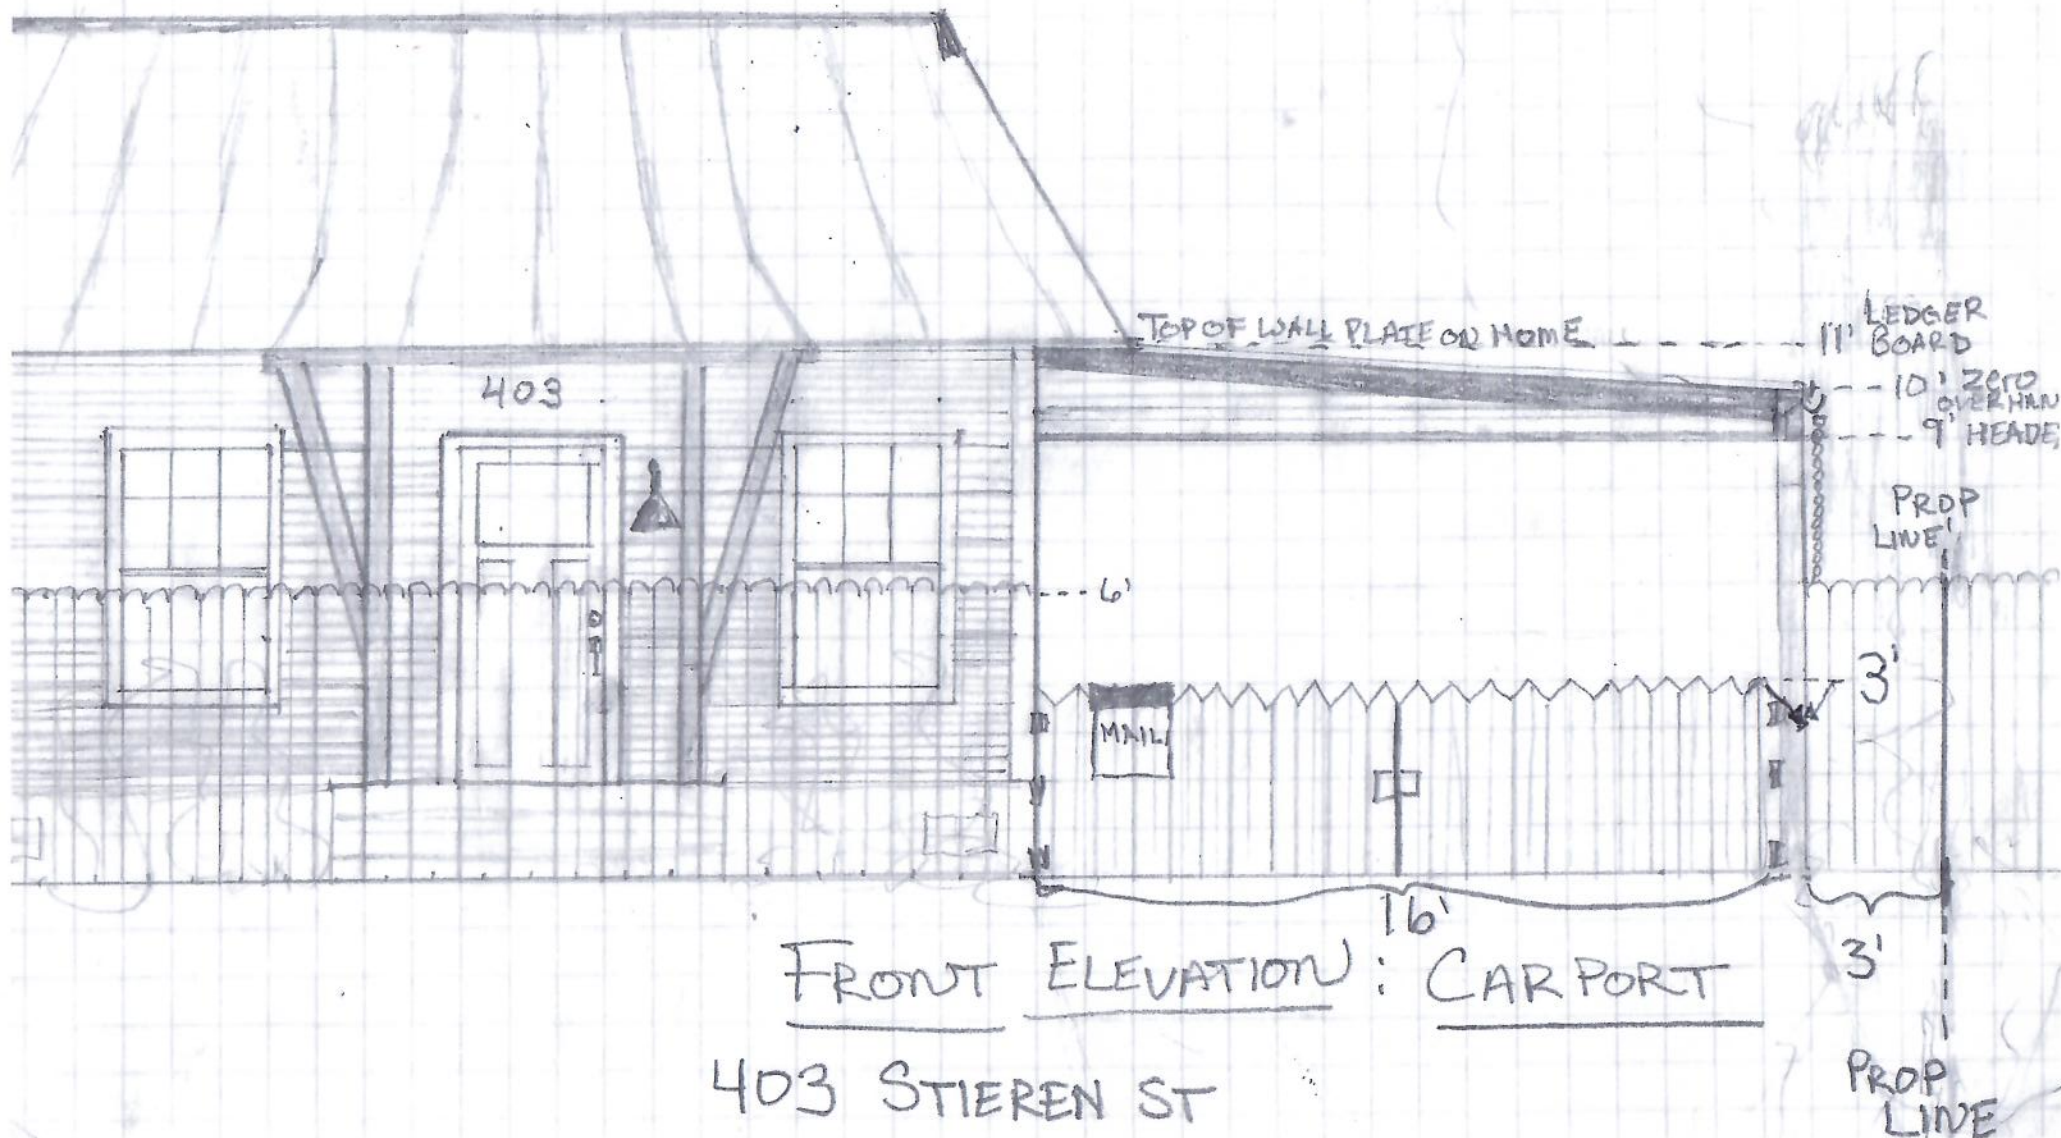 TOP OF WALL PLATE ON HOME
11' LEDGER
BOARD
10' ZERO
OVERHAN
9' HEADE
403
PROP
LINE
6'
3'
MAIL
16'
3'
FRONT ELEVATION: CARPORT
403 STIEREN ST
PROP
LINE